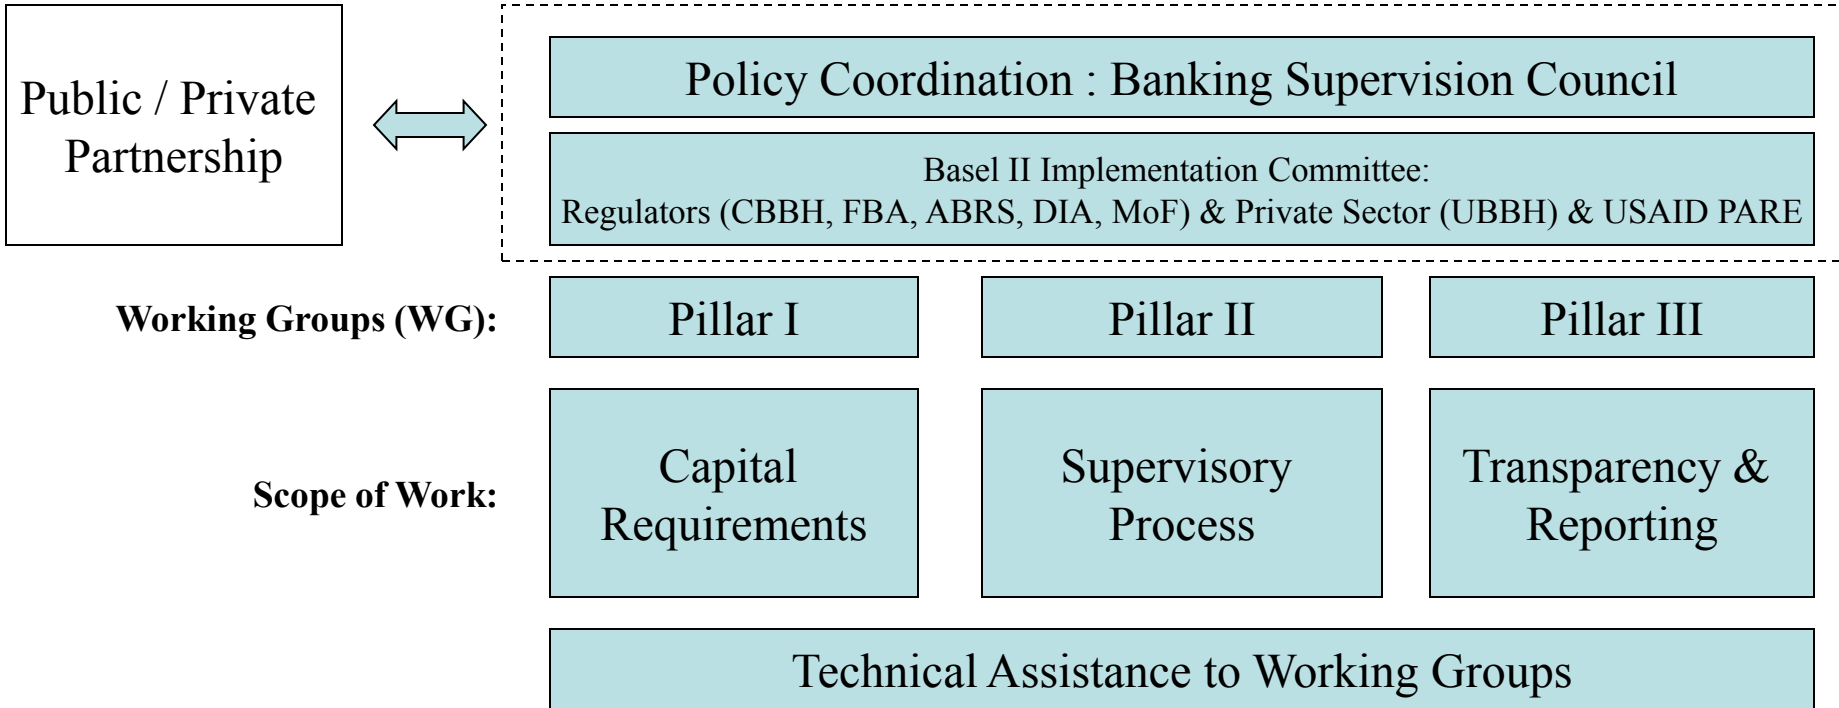 Public / Private
Partnership
Policy Coordination : Banking Supervision Council
Basel II Implementation Committee:
Regulators (CBBH, FBA, ABRS, DIA, MoF) & Private Sector (UBBH) & USAID PARE
Working Groups (WG):
Pillar I
Pillar II
Pillar III
Scope of Work:
Capital
Requirements
Supervisory
Process
Transparency &
Reporting
Technical Assistance to Working Groups